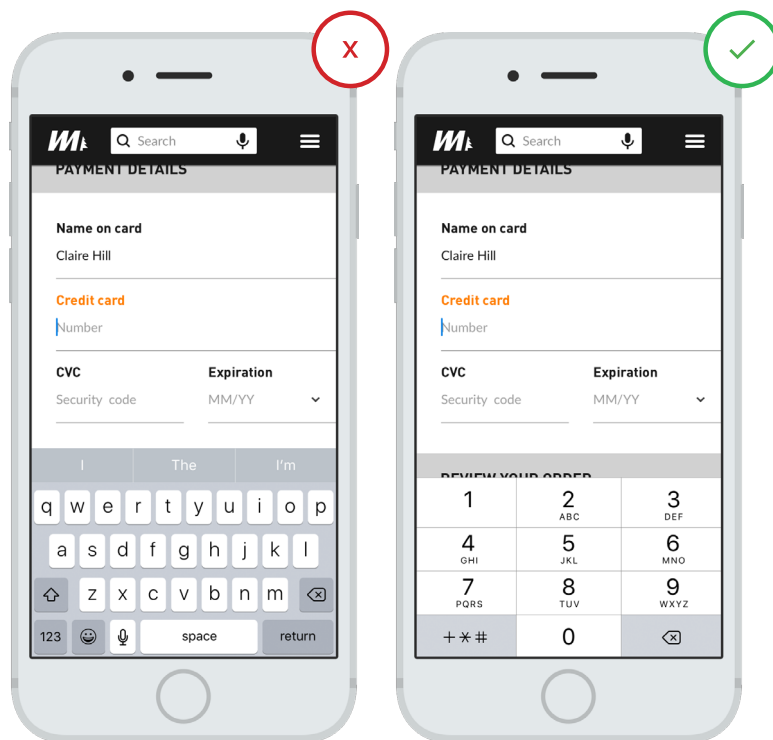 X
Search
PAYMENT DETAILS
Name on card
Claire Hill
Credit card
Number
CVC Expiration
Security code MM/YY
I The I'm
q w e r t y u i o p
a s d f g h j k l
z x c v b n m
123 space return
Search
PAYMENT DETAILS
Name on card
Claire Hill
Credit card
Number
CVC Expiration
Security code MM/YY
REVIEW YOUR ORDER
1 2 3
ABC DEF
4 5 6
GHI JKL MNO
7 8 9
PQRS TUV WXYZ
+*# 0